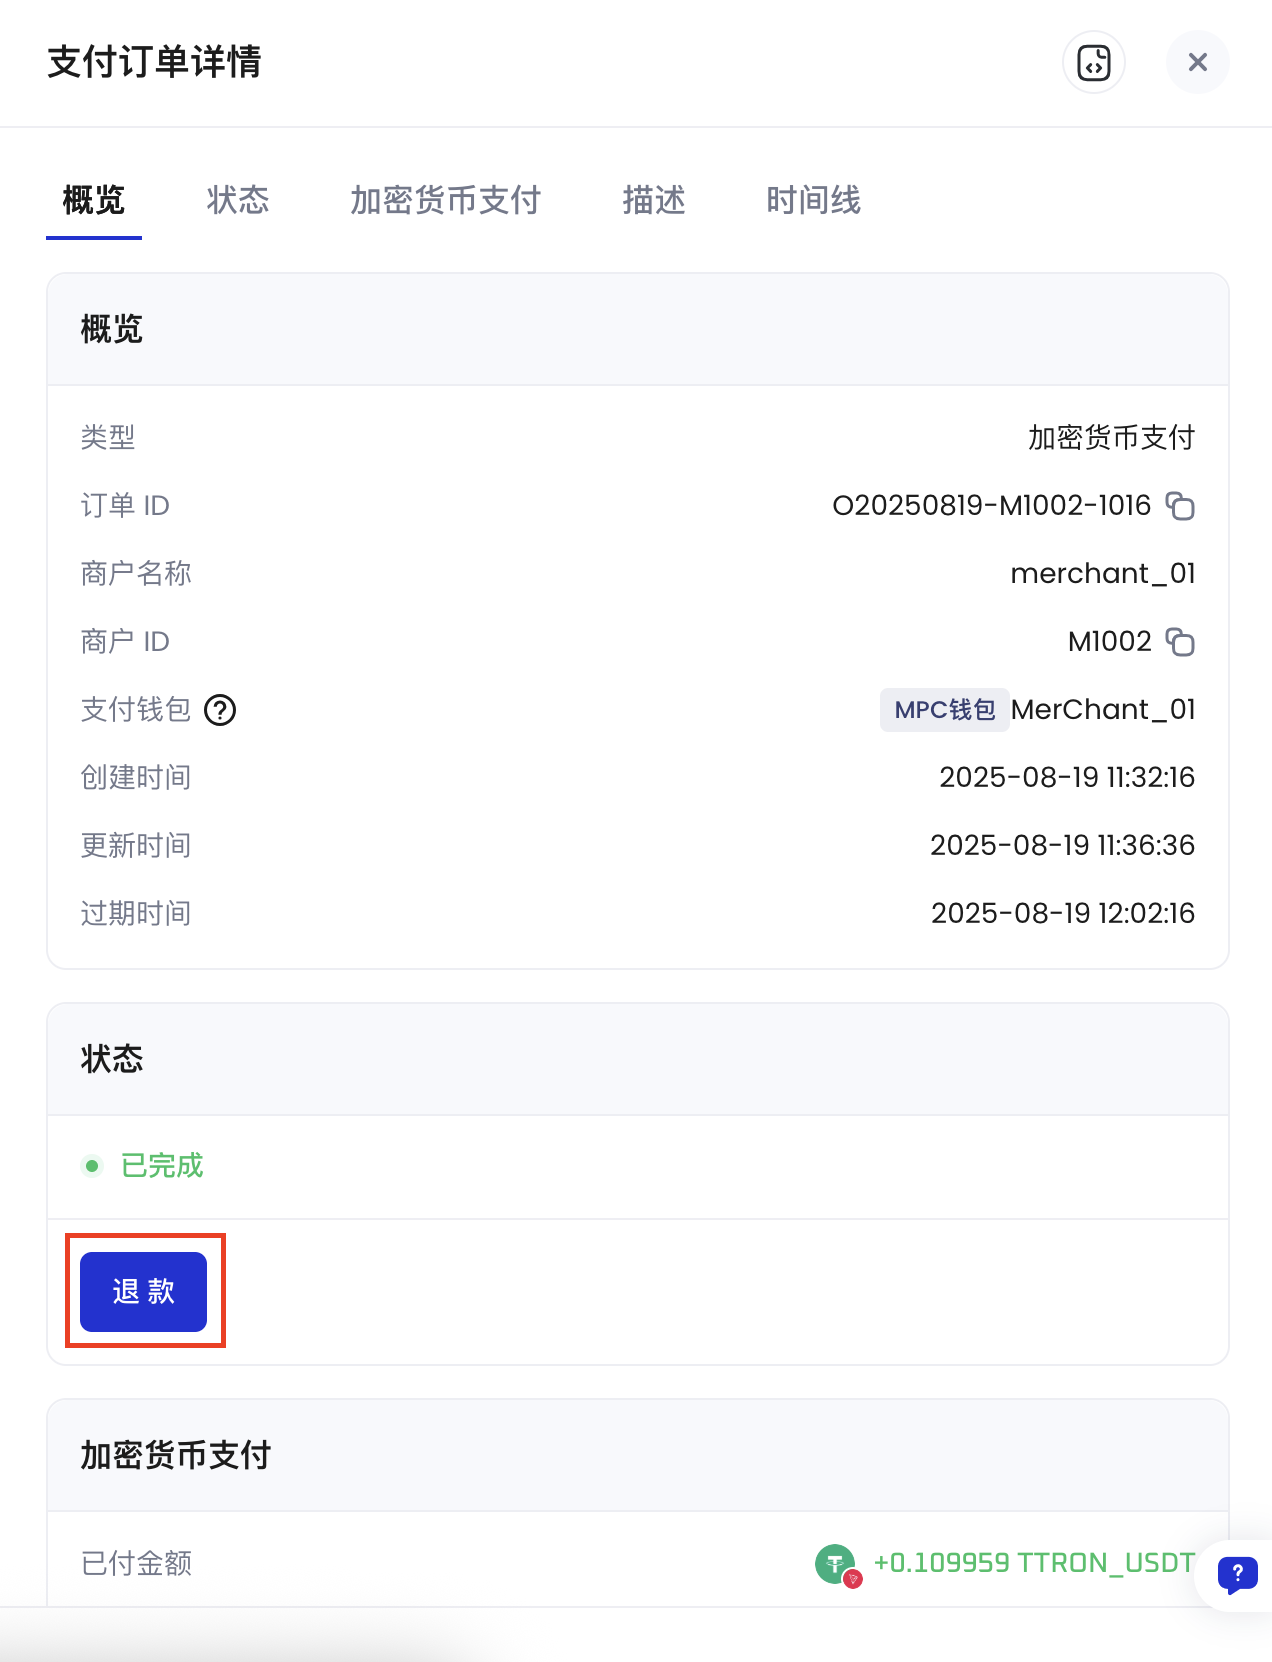 支付订单详情
概览 状态 加密货币支付 描述 时间线
概览
类型 加密货币支付
订单 ID O20250819-M1002-1016
商户名称 merchant_01
商户 ID M1002
支付钱包 MPC钱包 MerChant_01
创建时间 2025-08-19 11:32:16
更新时间 2025-08-19 11:36:36
过期时间 2025-08-19 12:02:16
状态
已完成
退款
加密货币支付
已付金额 +0.109959 TTRON_USDT